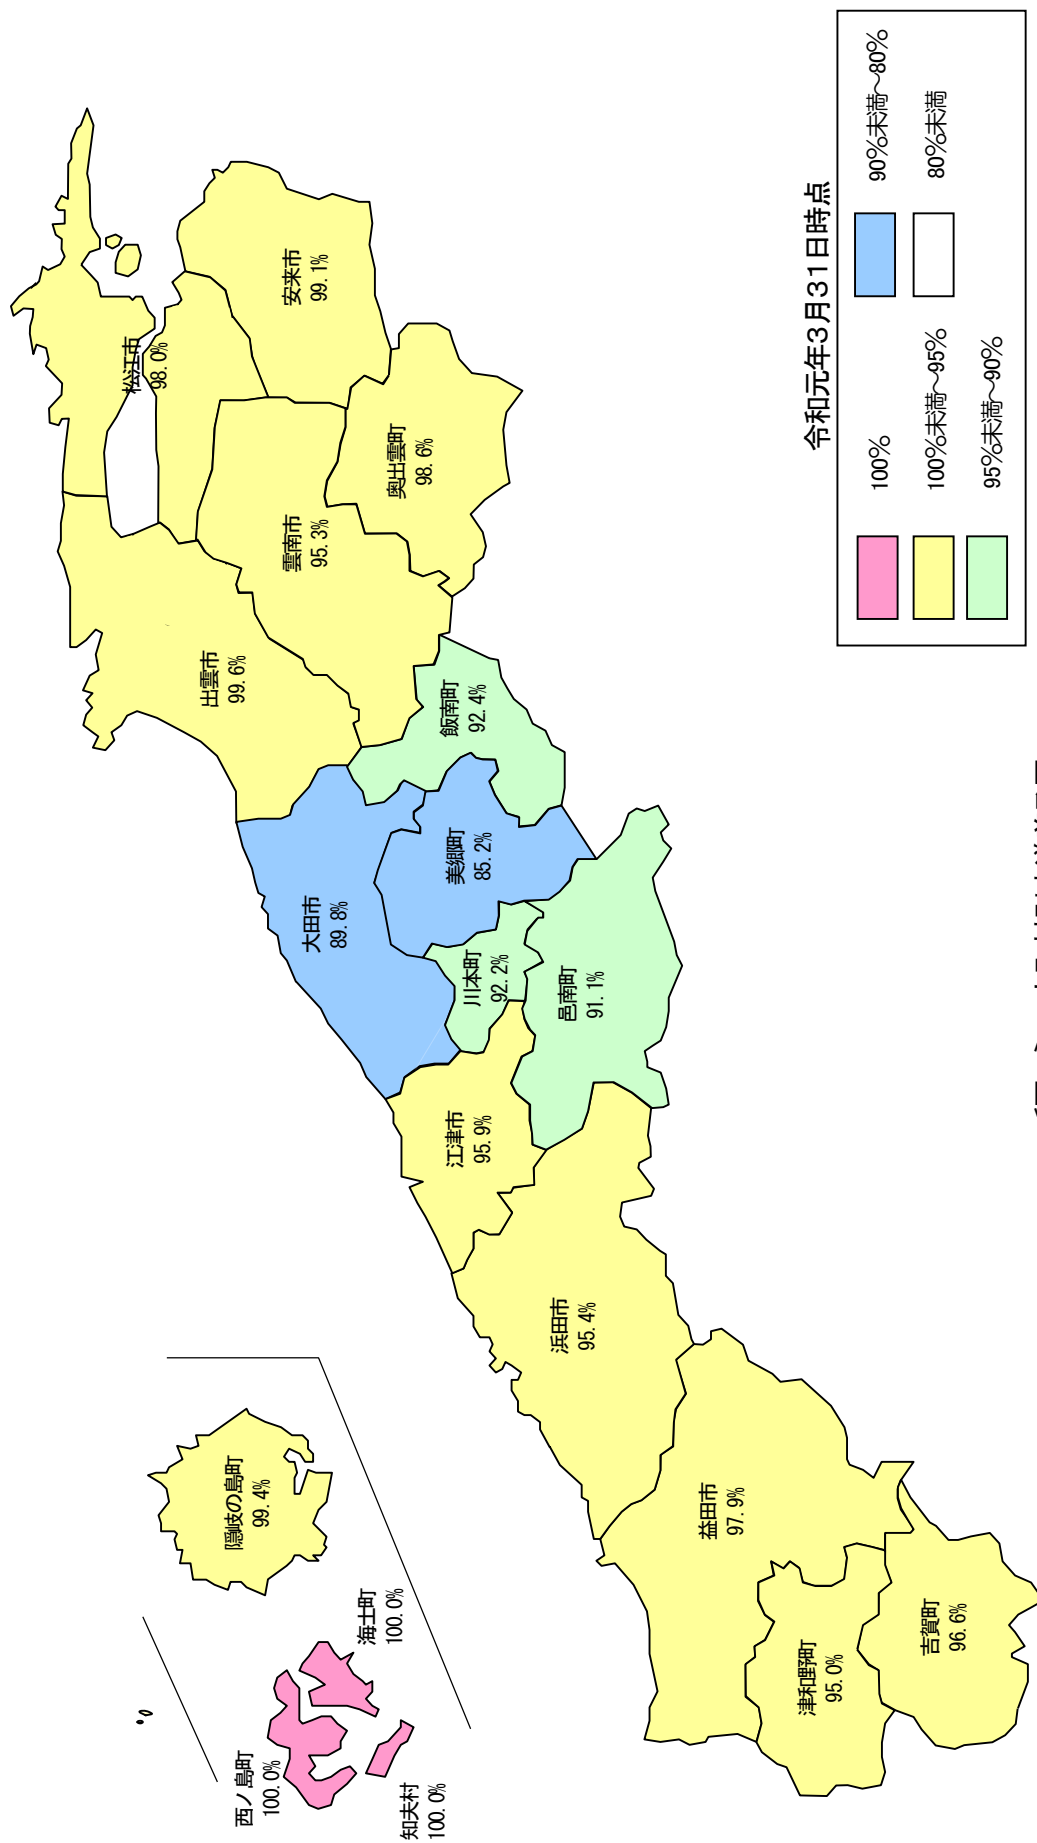 西ノ島町
100.0%
知夫村
100.0%
海士町
100.0%
隠岐の島町
99.4%
松江市
98.0%
安来市
99.1%
出雲市
99.6%
雲南市
95.3%
奥出雲町
98.6%
飯南町
92.4%
大田市
89.8%
美郷町
85.2%
川本町
92.2%
邑南町
91.1%
江津市
95.9%
浜田市
95.4%
益田市
97.9%
津和野町
95.0%
吉賀町
96.6%
令和元年3月31日時点
100%
90%未満~80%
100%未満~95%
80%未満
95%未満~90%